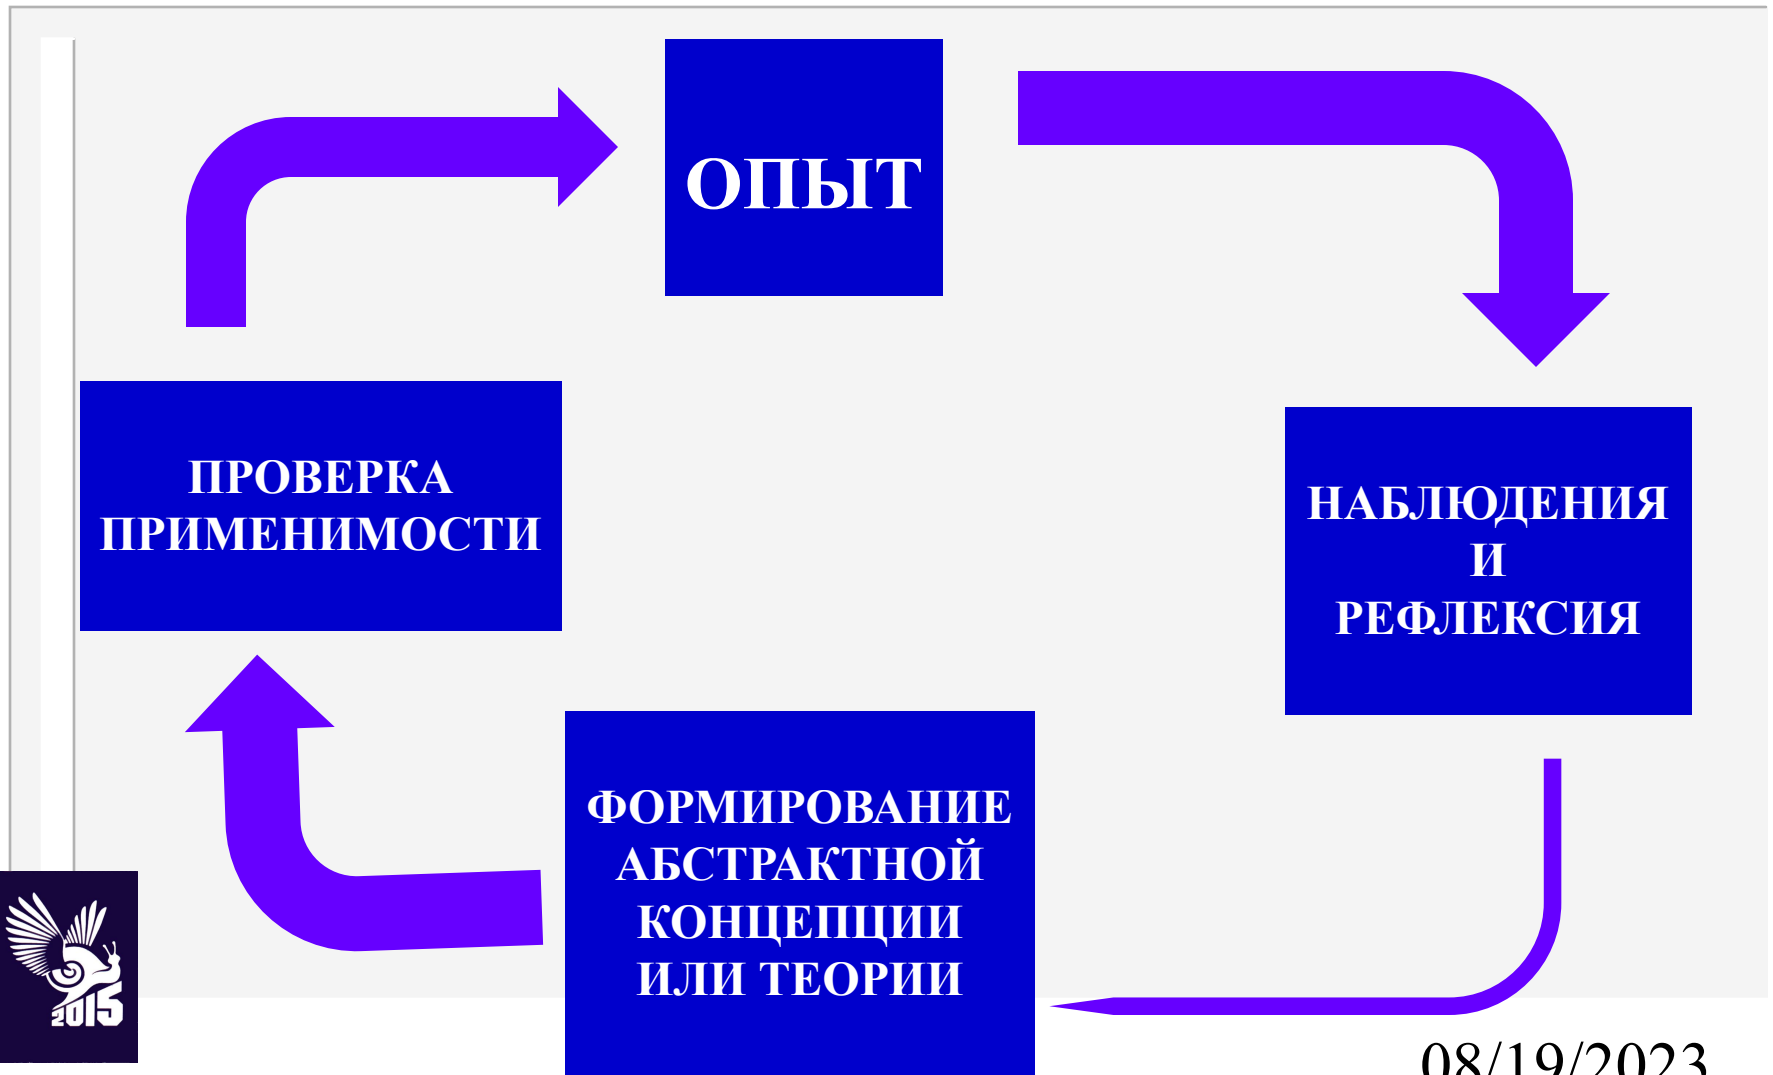 ОПЫТ
НАБЛЮДЕНИЯ
И
РЕФЛЕКСИЯ
ФОРМИРОВАНИЕ
АБСТРАКТНОЙ
КОНЦЕПЦИИ
ИЛИ ТЕОРИИ
ПРОВЕРКА
ПРИМЕНИМОСТИ
2015
08/19/2023